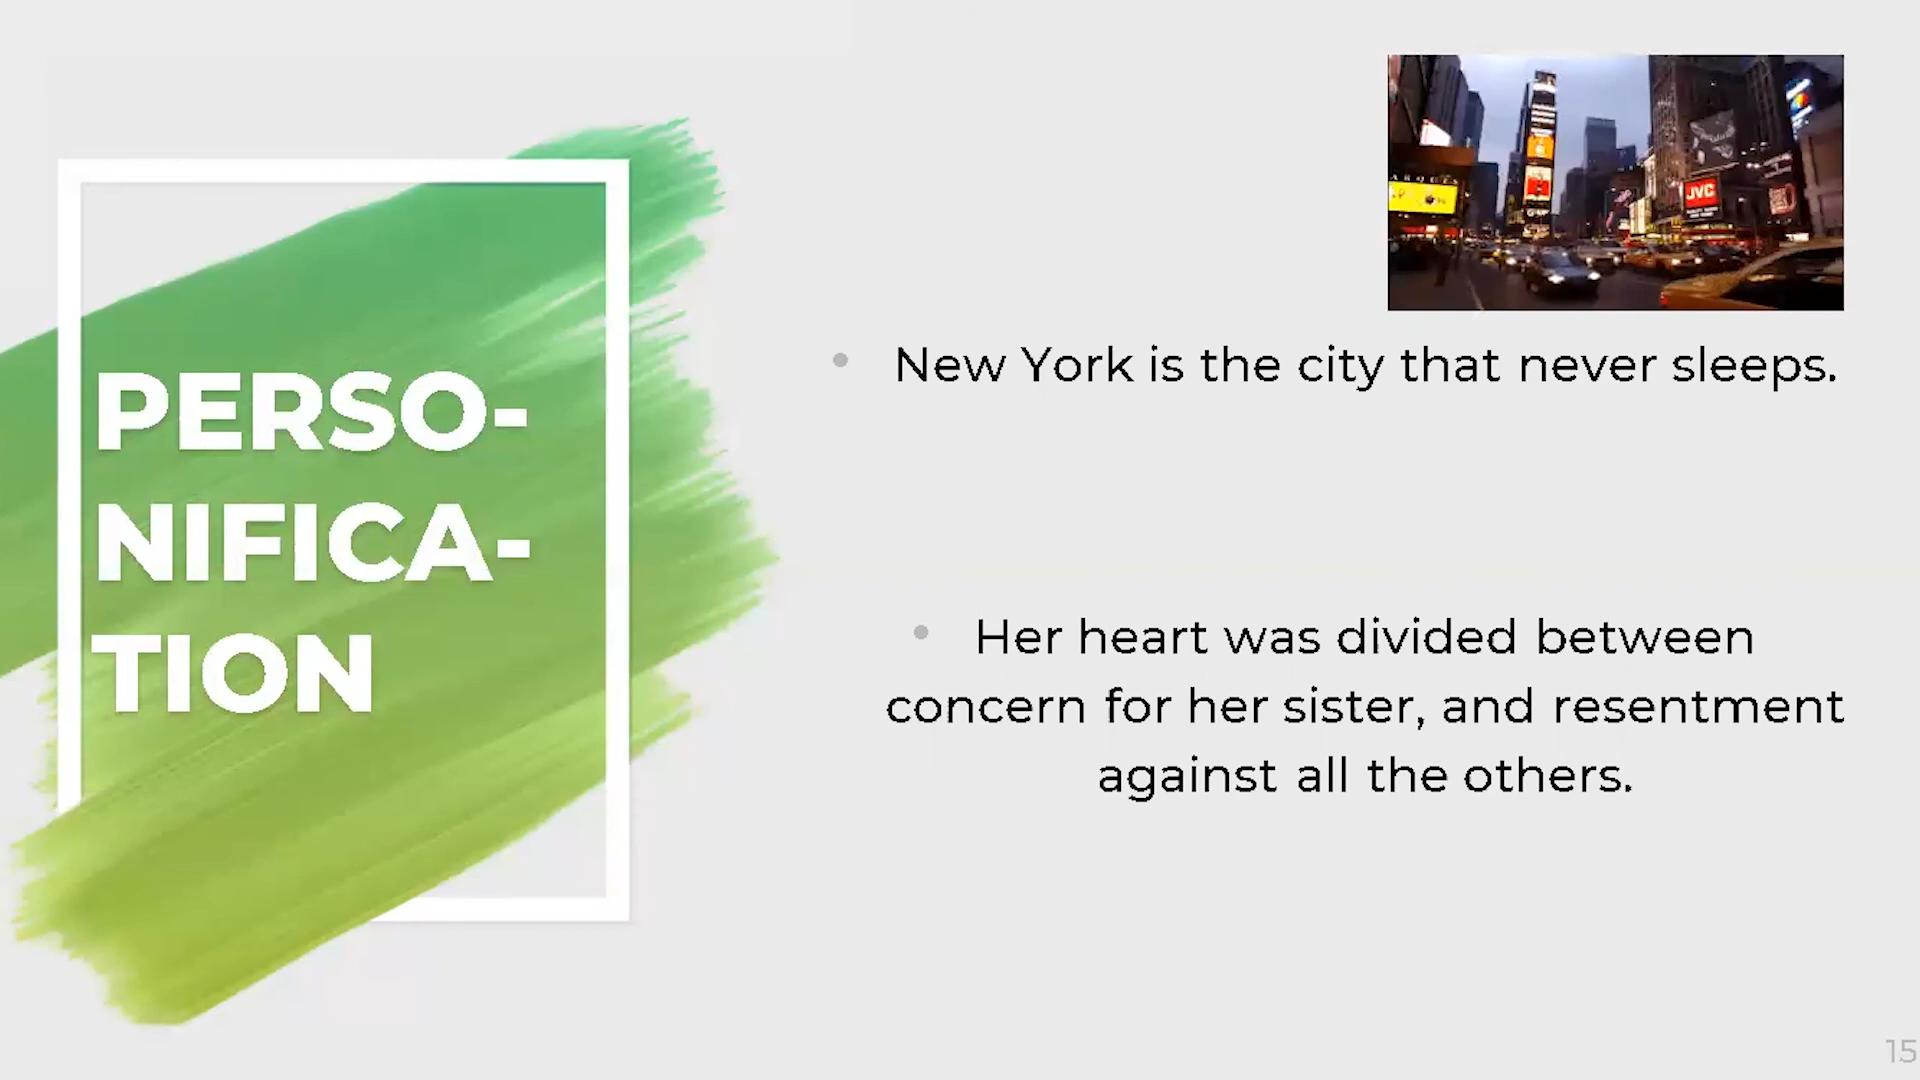 PERSO-
NIFICA-
TION
JVC
New York is the city that never sleeps.
Her heart was divided between
concern for her sister, and resentment
against all the others.
15